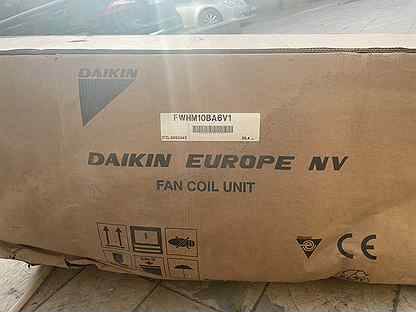 DAIKIN
FWHM10BA6V1
DAIKIN EUROPE NV
FAN COIL UNIT
CE